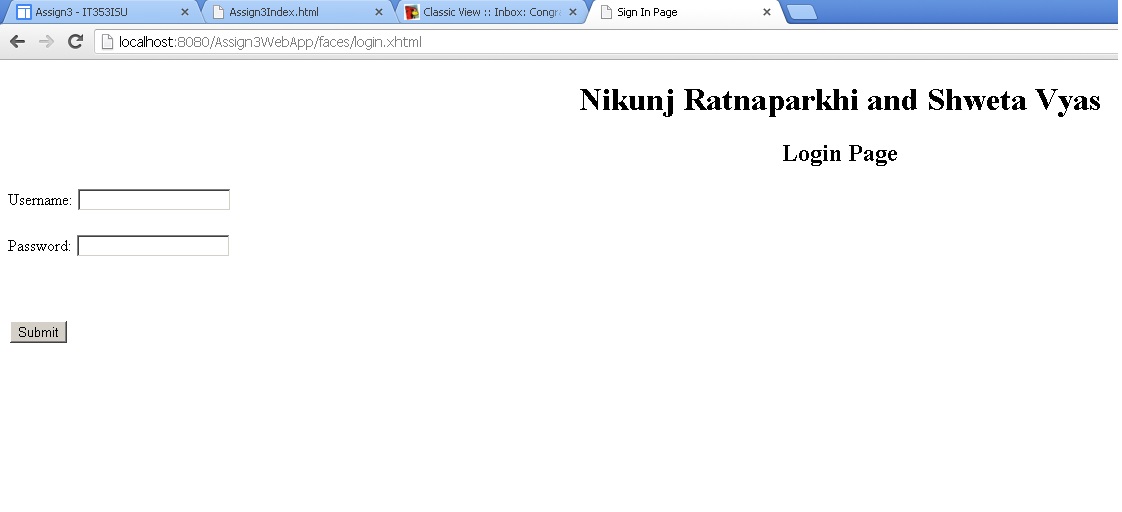 Assign3 - IT353ISU
Assign3Index.html
Classic View :: Inbox: Congra
Sign In Page
localhost:8080/Assign3WebApp/faces/login.xhtml
Nikunj Ratnaparkhi and Shweta Vyas
Login Page
Username:
Password:
Submit